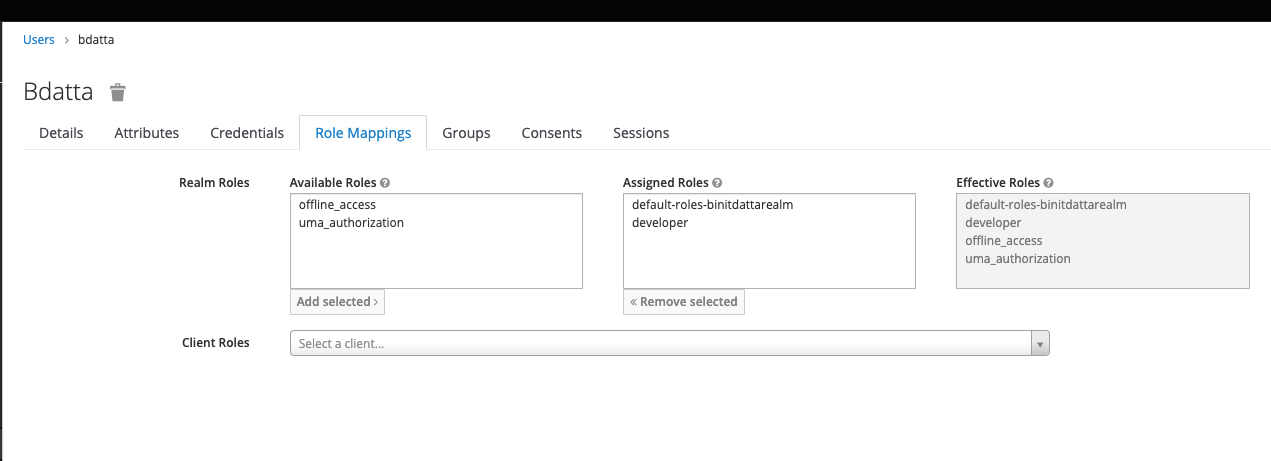 Users > bdatta
Bdatta
Details Attributes Credentials Role Mappings Groups Consents Sessions
Realm Roles
Available Roles ?
offline_access
uma_authorization
Add selected >
Assigned Roles ?
default-roles-binitdattarealm
developer
« Remove selected
Effective Roles ?
default-roles-binitdattarealm
developer
offline_access
uma_authorization
Client Roles
Select a client...